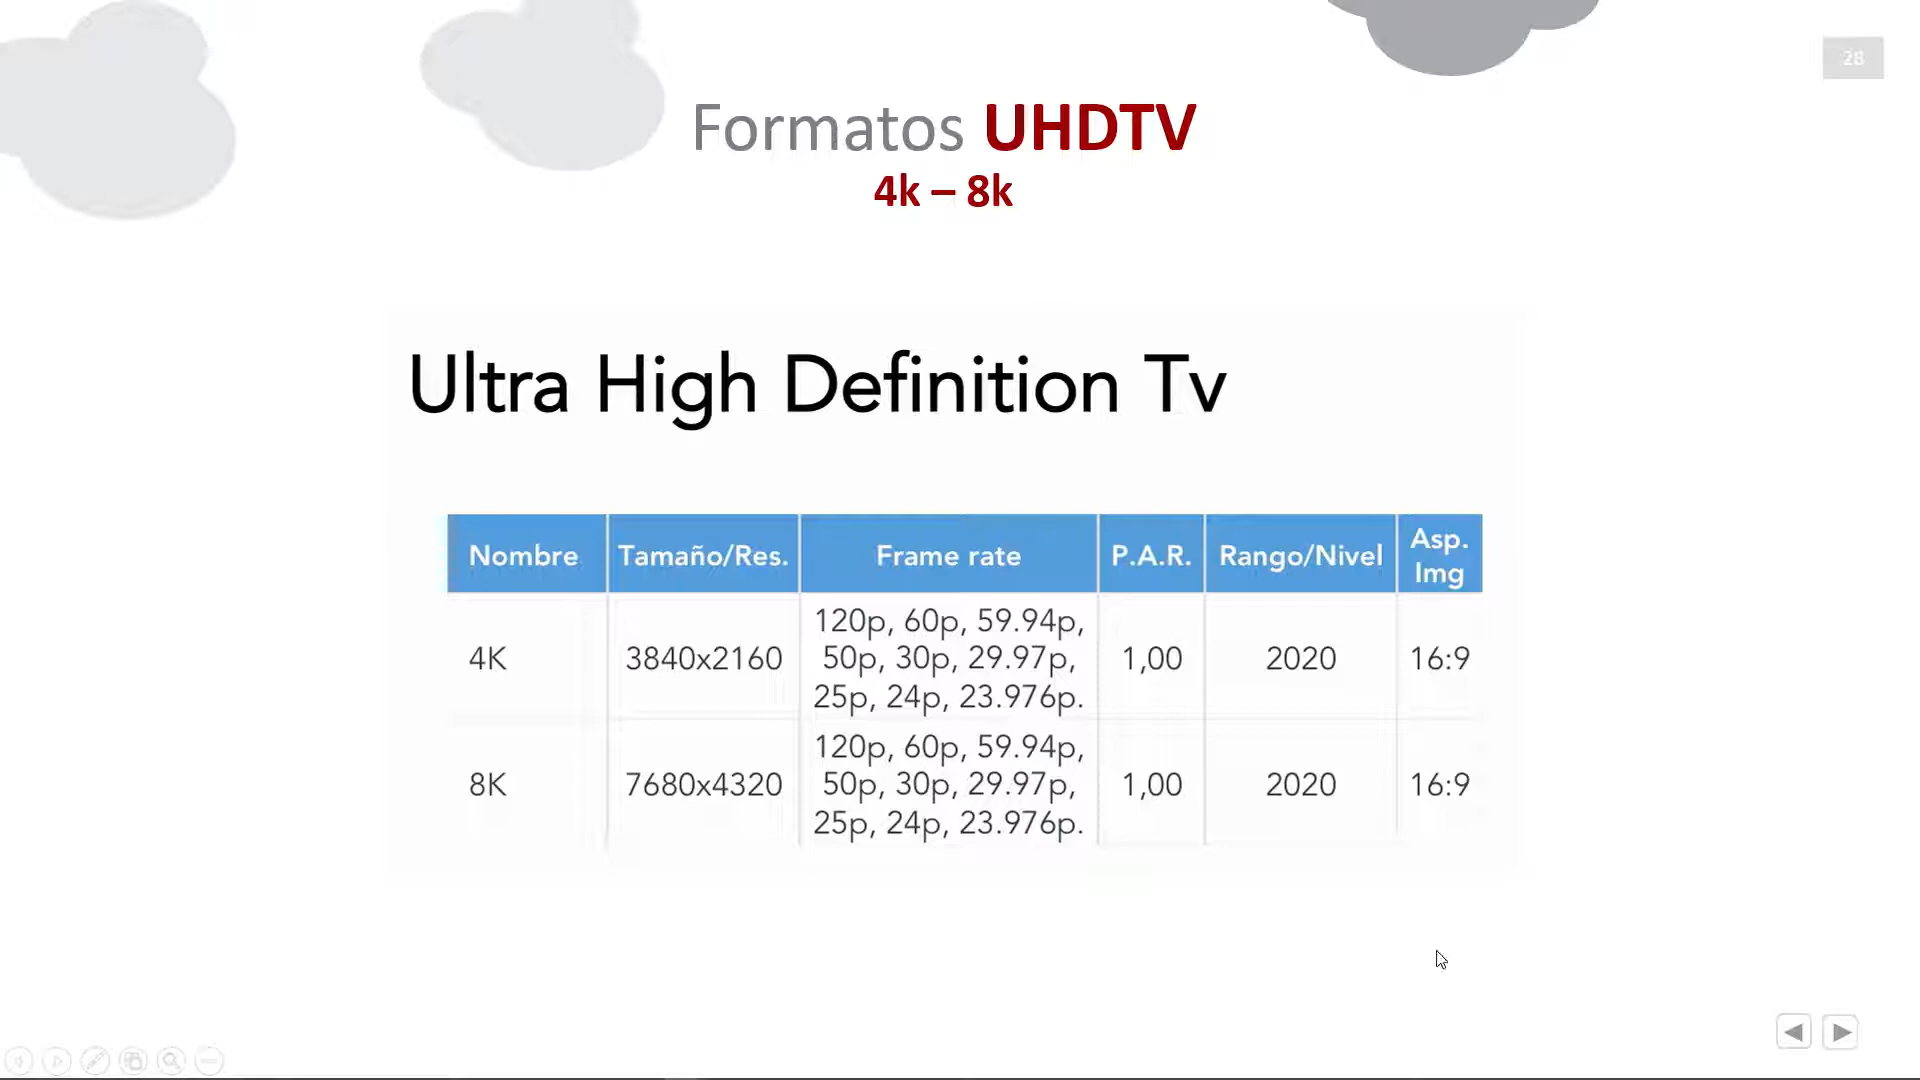 28
Formatos UHDTV
4k – 8k
Ultra High Definition Tv
Nombre Tamaño/Res. Frame rate P.A.R. Rango/Nivel Asp. Img
4K 3840x2160 120p, 60p, 59.94p, 50p, 30p, 29.97p, 25p, 24p, 23.976p. 1,00 2020 16:9
8K 7680x4320 120p, 60p, 59.94p, 50p, 30p, 29.97p, 25p, 24p, 23.976p. 1,00 2020 16:9